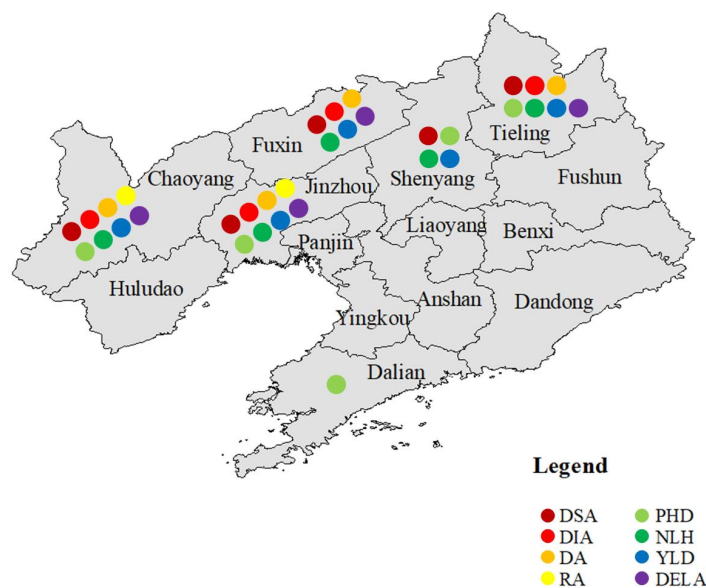 Tieling
Fuxin
Chaoyang
Jinzhou
Shenyang
Fushun
Liaoyang
Benxi
Panjin
Huludao
Anshan
Dandong
Yingkou
Dalian
Legend
DSA
PHD
DIA
NLH
DA
YLD
RA
DELA